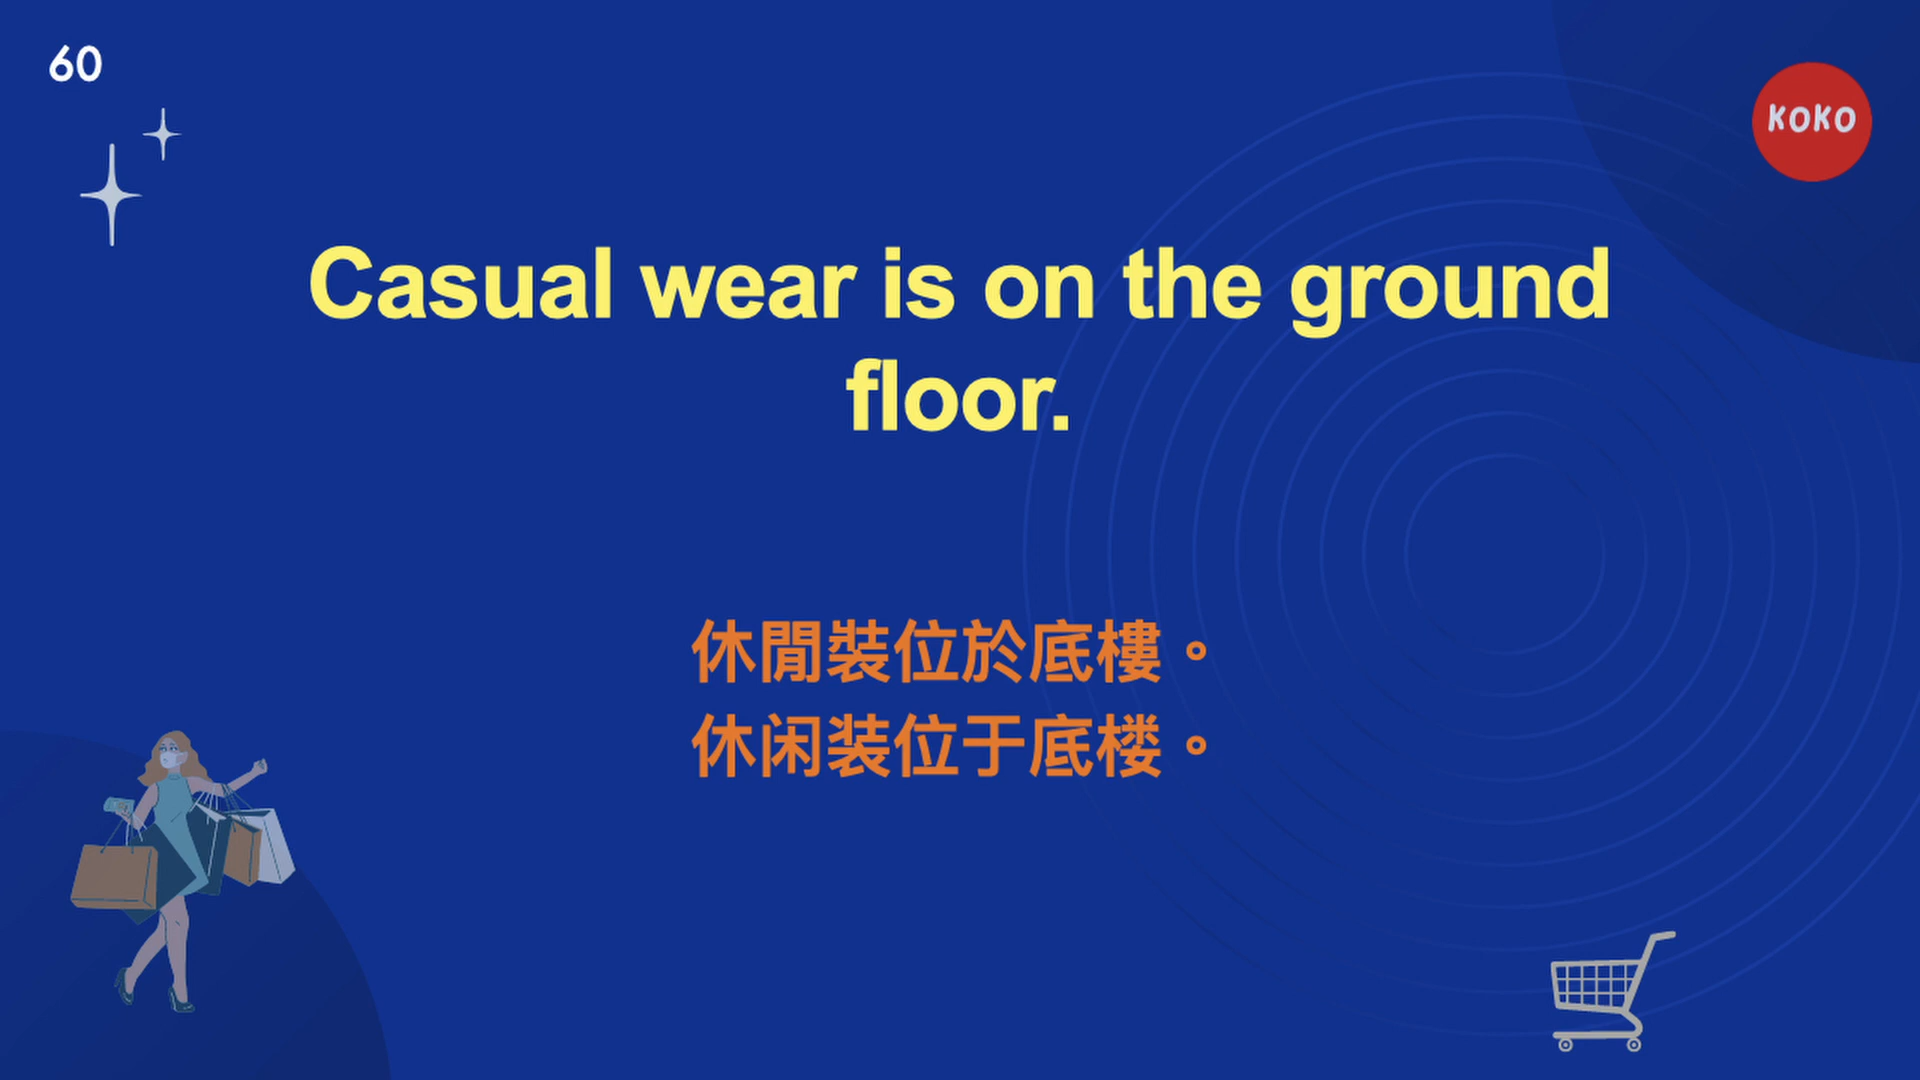 60
KOKO
Casual wear is on the ground
floor.
休閒裝位於底樓。
休闲装位于底楼。